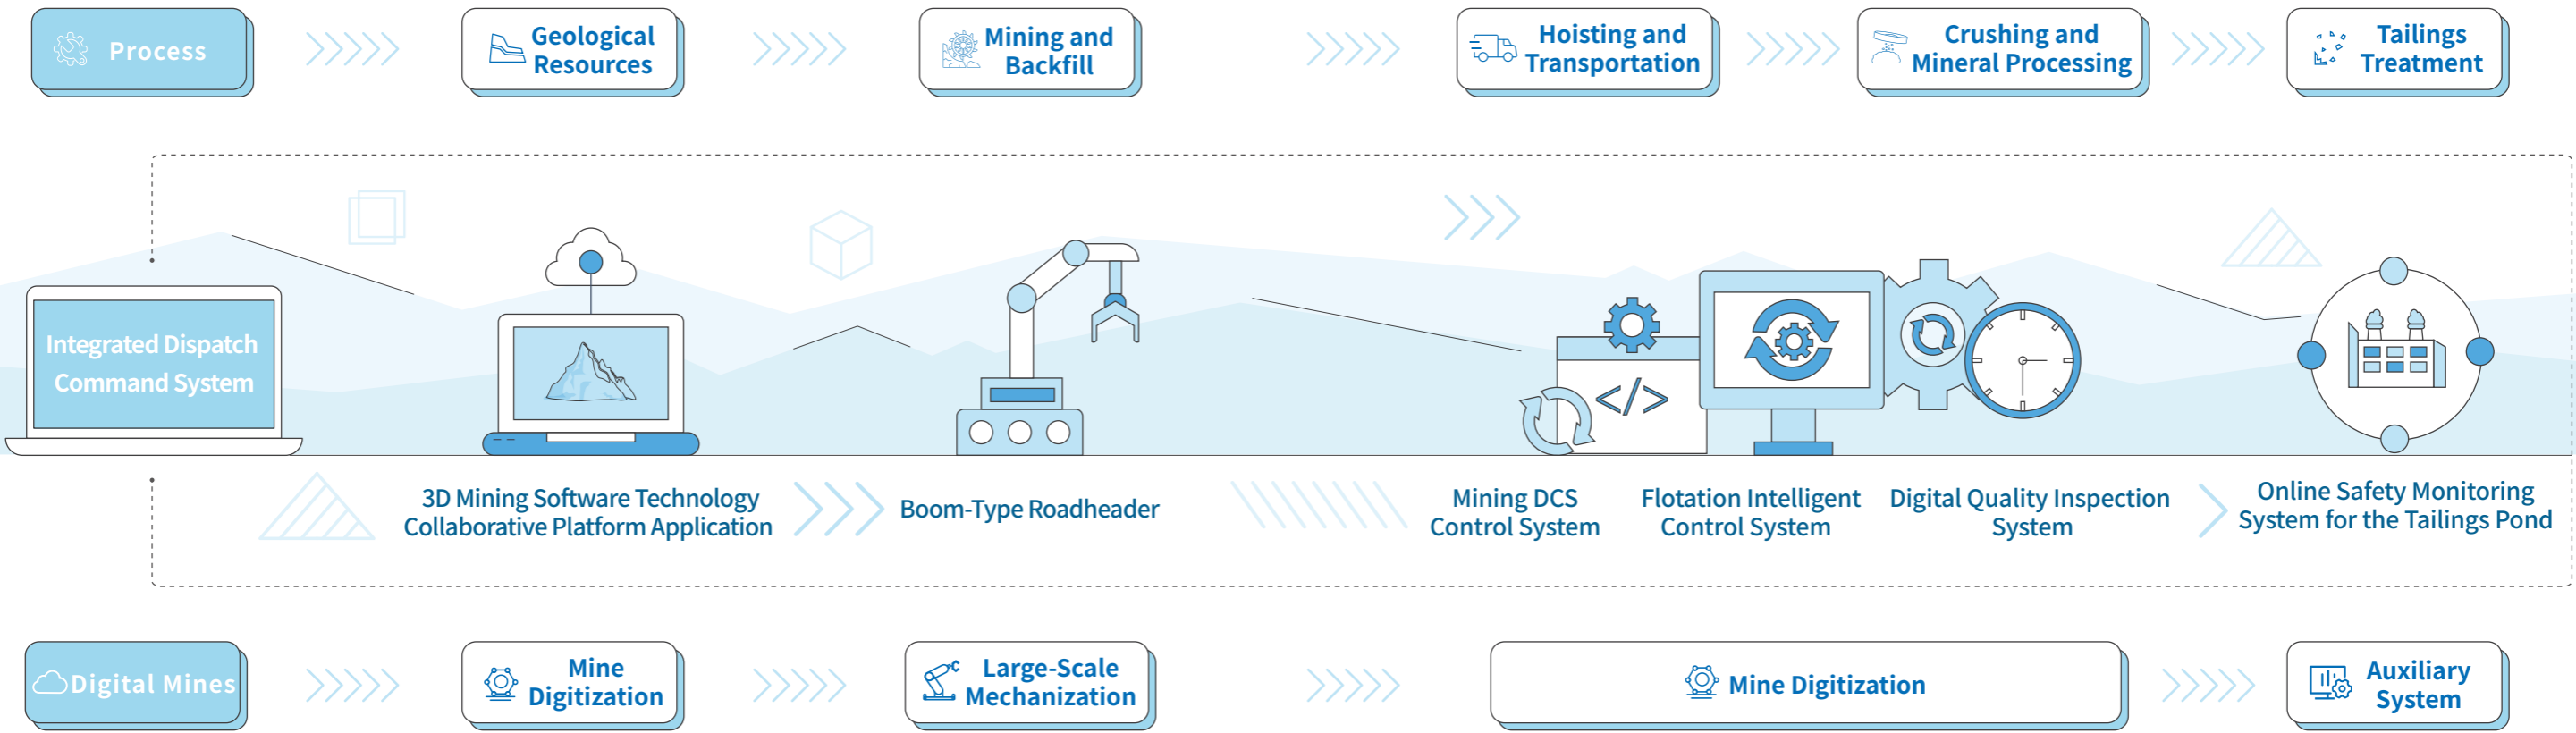 Process
Geological
Resources
Mining and
Backfill
Hoisting and
Transportation
Crushing and
Mineral Processing
Tailings
Treatment
Integrated Dispatch
Command System
</>
3D Mining Software Technology
Collaborative Platform Application
Boom-Type Roadheader
Mining DCS
Control System
Flotation Intelligent
Control System
Digital Quality Inspection
System
Online Safety Monitoring
System for the Tailings Pond
Digital Mines
Mine
Digitization
Large-Scale
Mechanization
Mine Digitization
Auxiliary
System